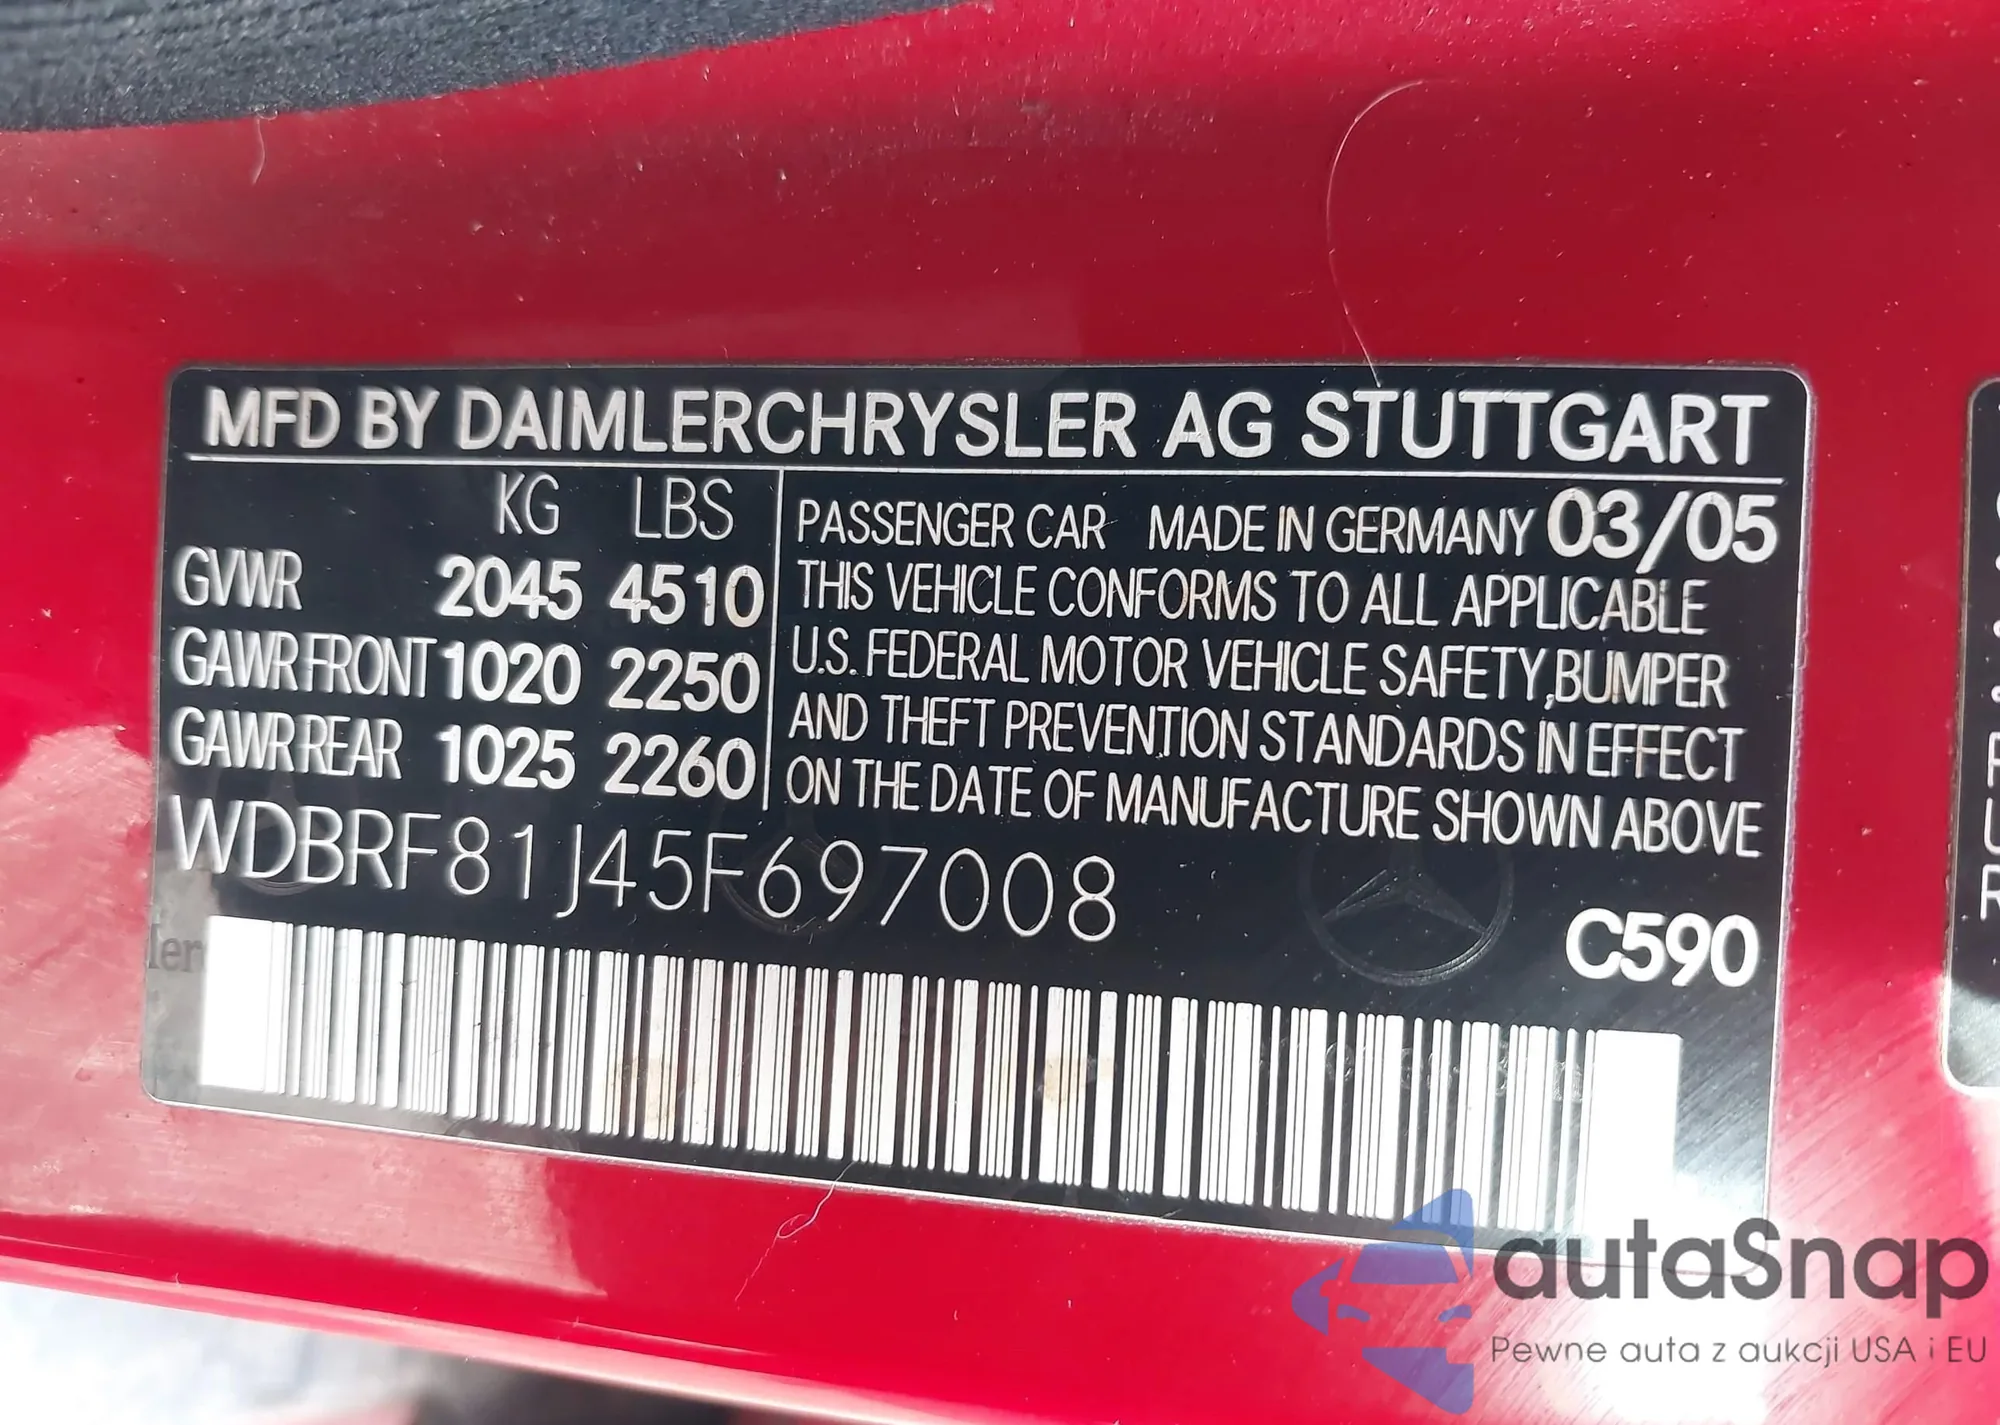 MFD BY DAIMLERCHRYSLER AG STUTTGART
KG LBS
GVWR 2045 4510
GAWR FRONT 1020 2250
GAWR REAR 1025 2260
PASSENGER CAR MADE IN GERMANY 03/05
THIS VEHICLE CONFORMS TO ALL APPLICABLE
U.S. FEDERAL MOTOR VEHICLE SAFETY, BUMPER
AND THEFT PREVENTION STANDARDS IN EFFECT
ON THE DATE OF MANUFACTURE SHOWN ABOVE
WDBRF81J45F697008
C590
autaSnap
Pewne auta z aukcji USA i EU